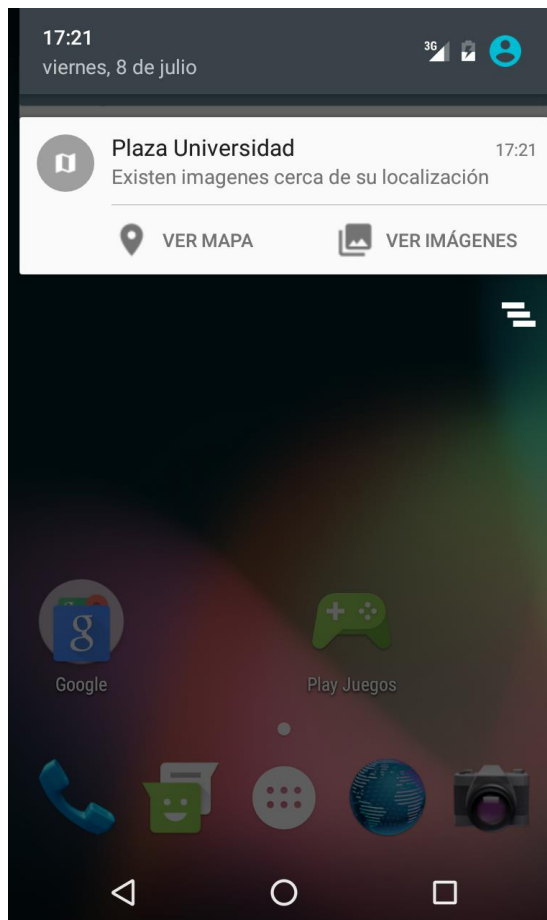 17:21
viernes, 8 de julio
3G
Plaza Universidad
17:21
Existen imagenes cerca de su localización
VER MAPA
VER IMÁGENES
g
Google
Play Juegos